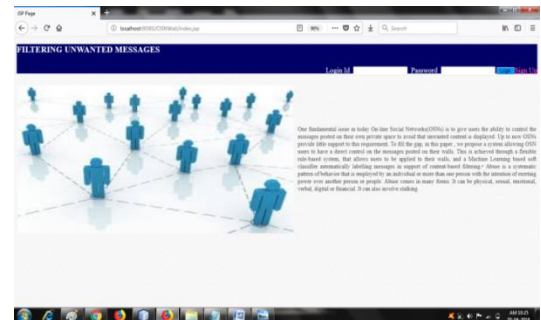 JSP Page
localhost:8085/OSNWall/index.jsp
90%
Search
FILTERING UNWANTED MESSAGES
Login Id Password Sign Up
One fundamental issue in today On-line Social Networks(OSNs) is to give users the ability to control the
messages posted on their own private space to avoid that unwanted content is displayed. Up to now OSNs
provide little support to this requirement. To fill the gap, in this paper , we propose a system allowing OSN
users to have a direct control on the messages posted on their walls. This is achieved through a flexible
rule-based system, that allows users to be applied to their walls, and a Machine Learning based soft
classifier automatically labelling messages in support of content-based filtering.* Abuse is a systematic
pattern of behavior that is employed by an individual or more than one person with the intention of exerting
power over another person or people. Abuse comes in many forms. It can be physical, sexual, emotional,
verbal, digital or financial. It can also involve stalking.
AM 10:25